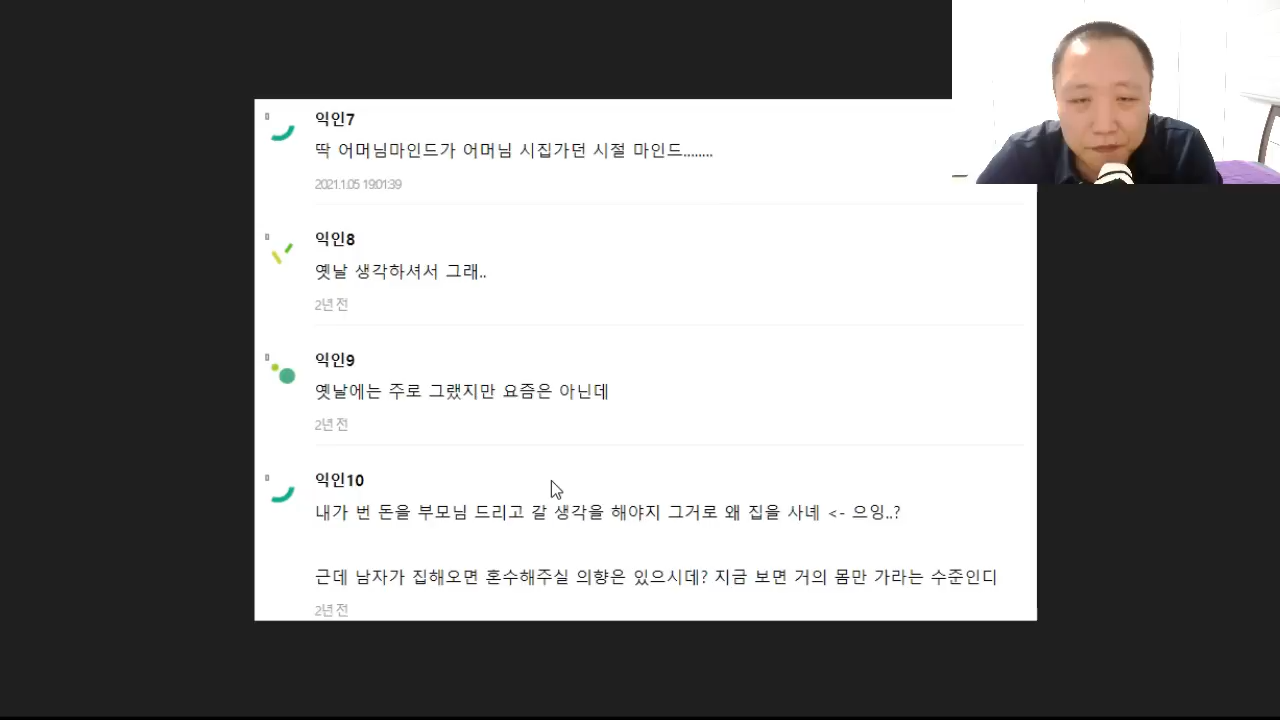 익인7
딱 어머님마인드가 어머님 시집가던 시절 마인드........
2021.1.05 19:01:39
익인8
옛날 생각하셔서 그래..
2년 전
익인9
옛날에는 주로 그랬지만 요즘은 아닌데
2년 전
익인10
내가 번 돈을 부모님 드리고 갈 생각을 해야지 그거로 왜 집을 사녜 <- 으잉..?
근데 남자가 집해오면 혼수해주실 의향은 있으시데? 지금 보면 거의 몸만 가라는 수준인디
2년 전